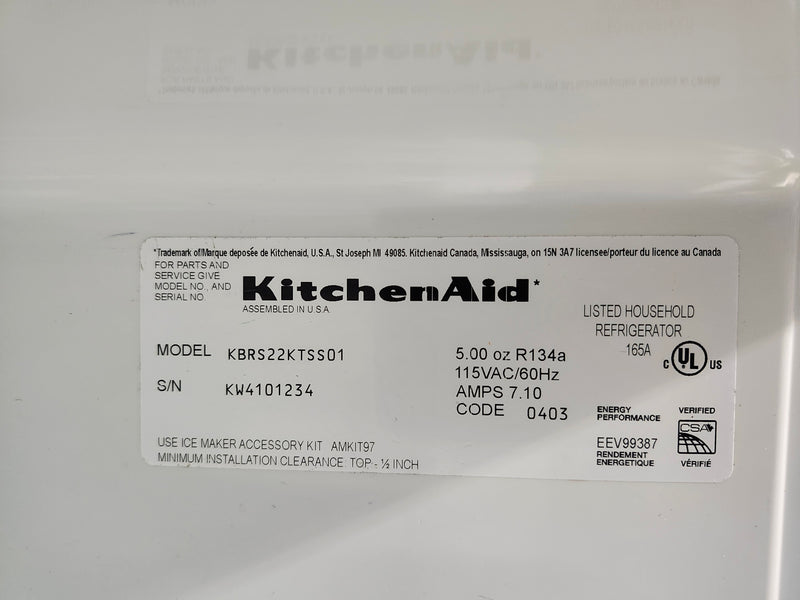 *Trademark of/Marque deposée de Kitchenaid, U.S.A., St Joseph MI 49085. Kitchenaid Canada, Mississauga, on 15N 3A7 licensee/porteur du licence au Canada
FOR PARTS AND
SERVICE GIVE
MODEL NO., AND
SERIAL NO
KitchenAid*
ASSEMBLED IN U.S.A
LISTED HOUSEHOLD
REFRIGERATOR
165A
c UL US
MODEL KBRS22KTSS01
S/N KW4101234
5.00 oz R134a
115VAC/60Hz
AMPS 7.10
CODE 0403
ENERGY
PERFORMANCE
EEV99387
RENDEMENT
ENERGETIQUE
VERIFIED
CSA
VÉRIFIÉ
USE ICE MAKER ACCESSORY KIT AMKIT97
MINIMUM INSTALLATION CLEARANCE: TOP - ½ INCH